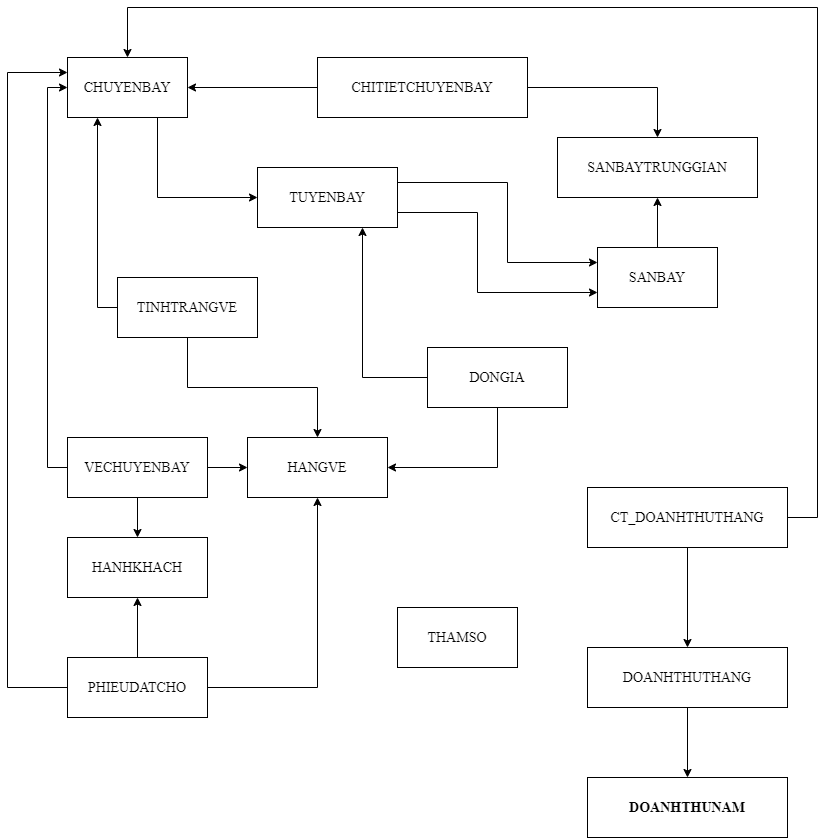 CHUYENBAY
CHITIETCHUYENBAY
SANBAYTRUNGGIAN
TUYENBAY
SANBAY
TINHTRANGVE
DONGIA
VECHUYENBAY
HANGVE
CT_DOANHTHUTHANG
HANHKHACH
THAMSO
PHIEUDATCHO
DOANHTHUTHANG
DOANHTHUNAM